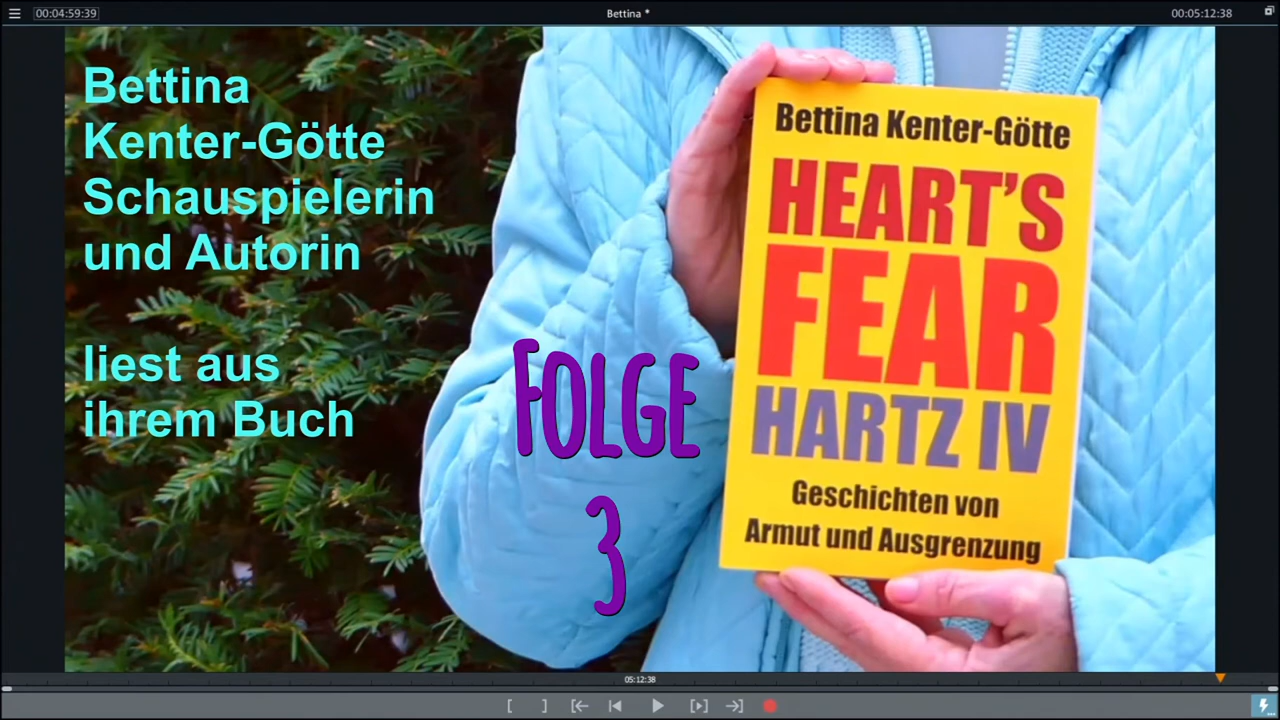 00:04:59:39
Bettina *
00:05:12:38
Bettina
Kenter-Götte
Schauspielerin
und Autorin
liest aus
ihrem Buch
FOLGE
3
Bettina Kenter-Götte
HEART'S
FEAR
HARTZ IV
Geschichten von
Armut und Ausgrenzung
05:12:38